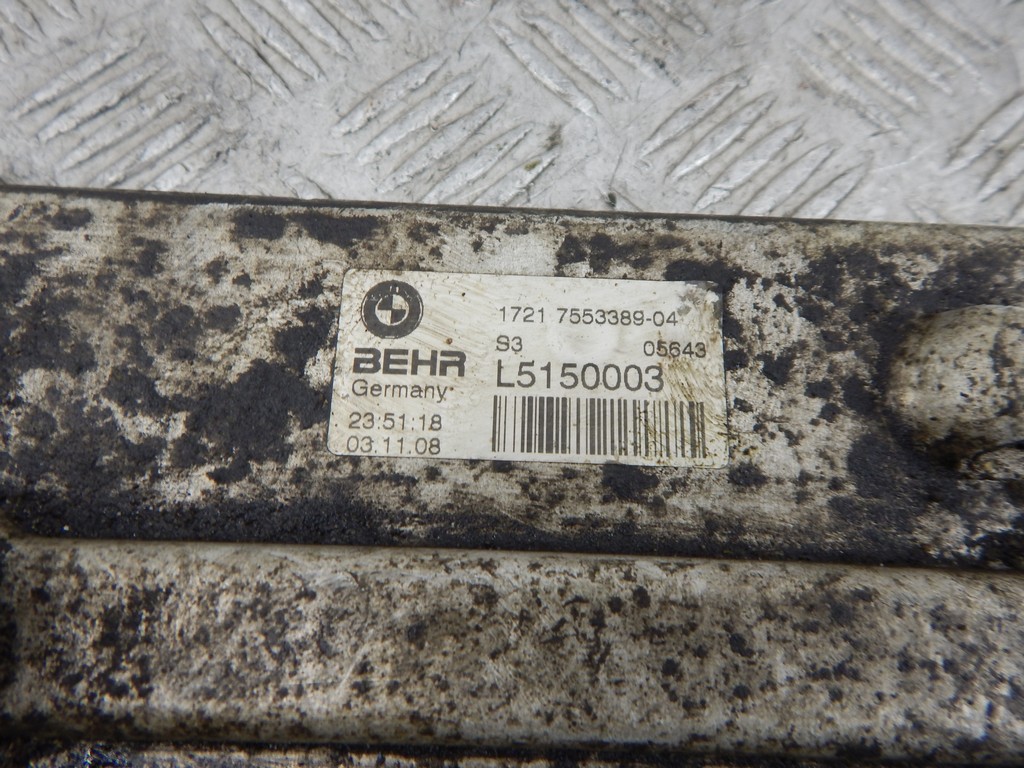 1721 7553389-04
S3 05643
BEHR L5150003
Germany
23:51:18
03.11.08